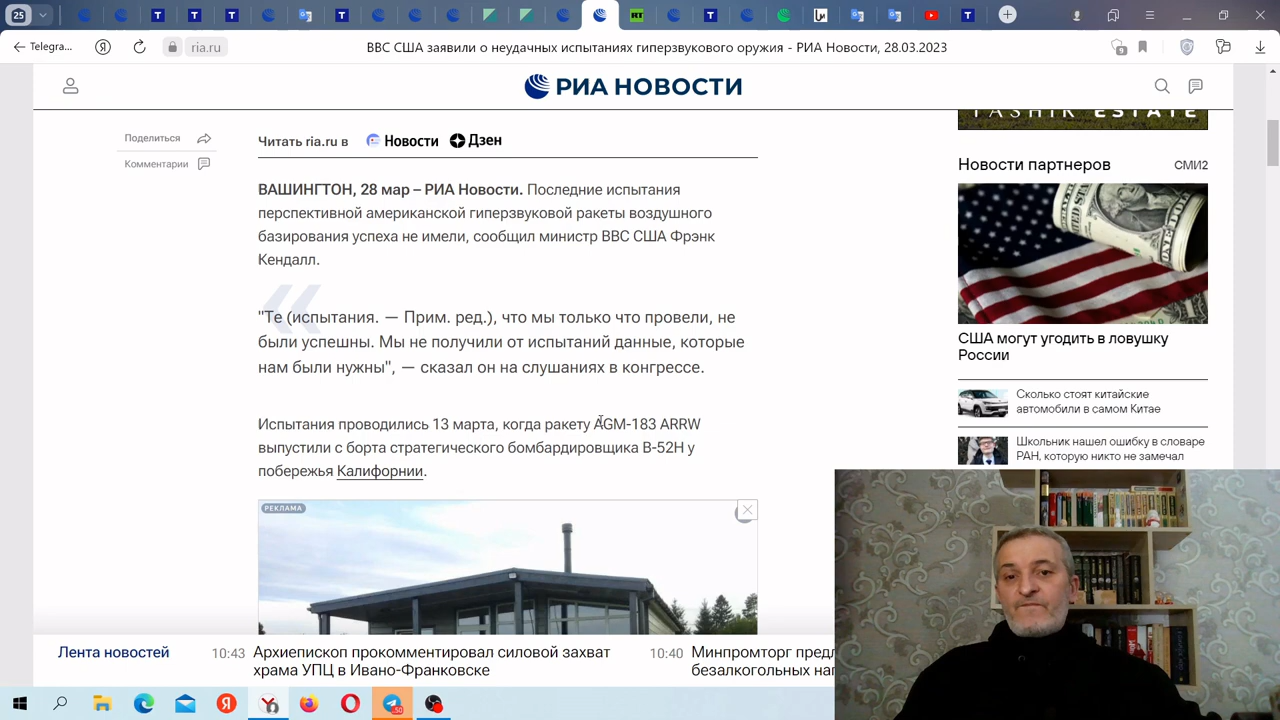 25
Telegra...
ria.ru
ВВС США заявили о неудачных испытаниях гиперзвукового оружия - РИА Новости, 28.03.2023
9
РИА НОВОСТИ
Поделиться
Комментарии
Читать ria.ru в
Новости
Дзен
ВАШИНГТОН, 28 мар – РИА Новости. Последние испытания
перспективной американской гиперзвуковой ракеты воздушного
базирования успеха не имели, сообщил министр ВВС США Фрэнк
Кендалл.
"Те (испытания. — Прим. ред.), что мы только что провели, не
были успешны. Мы не получили от испытаний данные, которые
нам были нужны", — сказал он на слушаниях в конгрессе.
Испытания проводились 13 марта, когда ракету AGM-183 ARRW
выпустили с борта стратегического бомбардировщика B-52H у
побережья Калифорнии.
РЕКЛАМА
TASHIR ESTATE
Новости партнеров
СМИ2
США могут угодить в ловушку
России
Сколько стоят китайские
автомобили в самом Китае
Школьник нашел ошибку в словаре
РАН, которую никто не замечал
Лента новостей
10:43
Архиепископ прокомментировал силовой захват
храма УПЦ в Ивано-Франковске
10:40
Минпромторг
безалкогольных
50